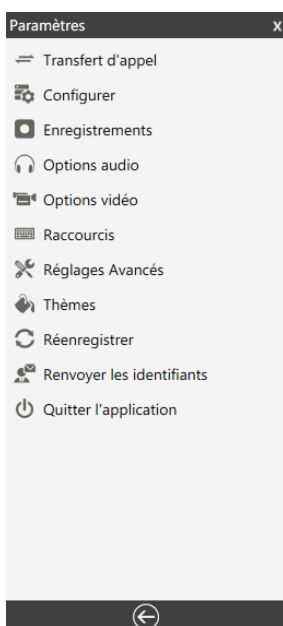 Paramètres x
Transfert d'appel
Configurer
Enregistrements
Options audio
Options vidéo
Raccourcis
Réglages Avancés
Thèmes
Réenregistrer
Renvoyer les identifiants
Quitter l'application